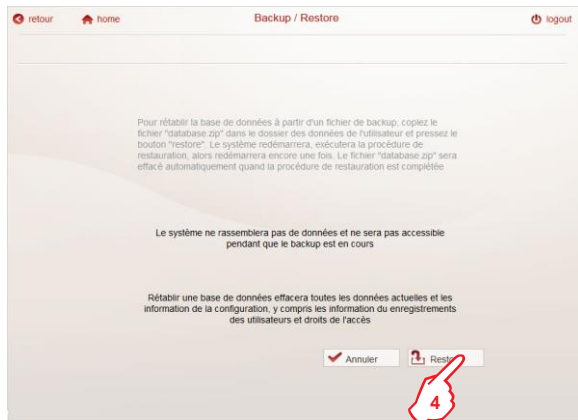 retour home Backup / Restore logout
Pour rétablir la base de données à partir d'un fichier de backup, copiez le
fichier "database.zip" dans le dossier des données de l'utilisateur et pressez le
bouton "restore". Le système redémarrera, exécutera la procédure de
restauration, alors redémarrera encore une fois. Le fichier "database.zip" sera
effacé automatiquement quand la procédure de restauration est complétée
Le système ne rassemblera pas de données et ne sera pas accessible
pendant que le backup est en cours
Rétablir une base de données effacera toutes les données actuelles et les
information de la configuration, y compris les information du enregistrements
des utilisateurs et droits de l'accès
Annuler Resto
4